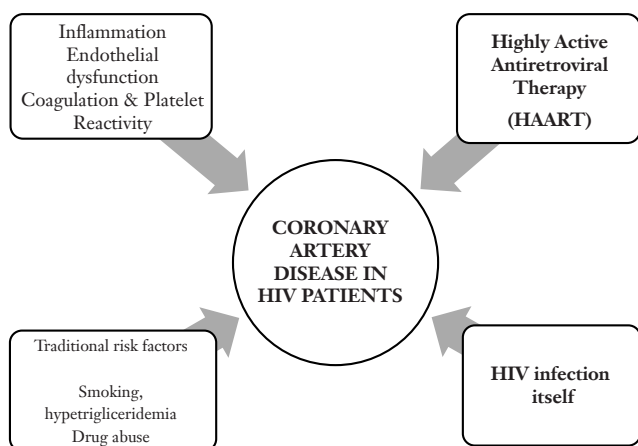 Inflammation
Endothelial
dysfunction
Coagulation & Platelet
Reactivity
Highly Active
Antiretroviral
Therapy
(HAART)
CORONARY
ARTERY
DISEASE IN
HIV PATIENTS
Traditional risk factors
Smoking,
hypetrigliceridemia
Drug abuse
HIV infection
itself